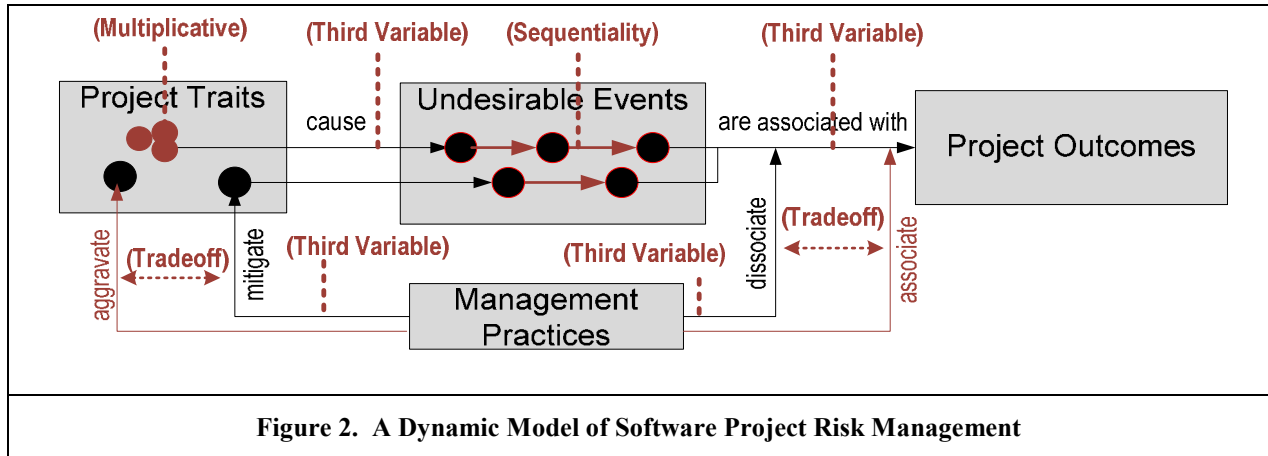 (Multiplicative)
(Third Variable)
(Sequentiality)
(Third Variable)
Project Traits
Undesirable Events
cause
are associated with
Project Outcomes
aggravate
(Tradeoff)
mitigate
(Third Variable)
(Third Variable)
dissociate
(Tradeoff)
associate
Management
Practices
Figure 2. A Dynamic Model of Software Project Risk Management